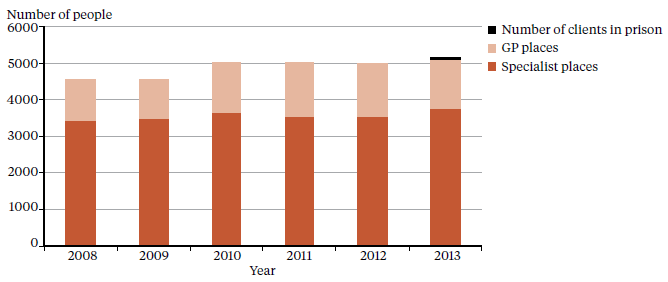 Number of people
6000
5000
4000
3000
2000
1000
0
2008 2009 2010 2011 2012 2013
Year
Number of clients in prison
GP places
Specialist places